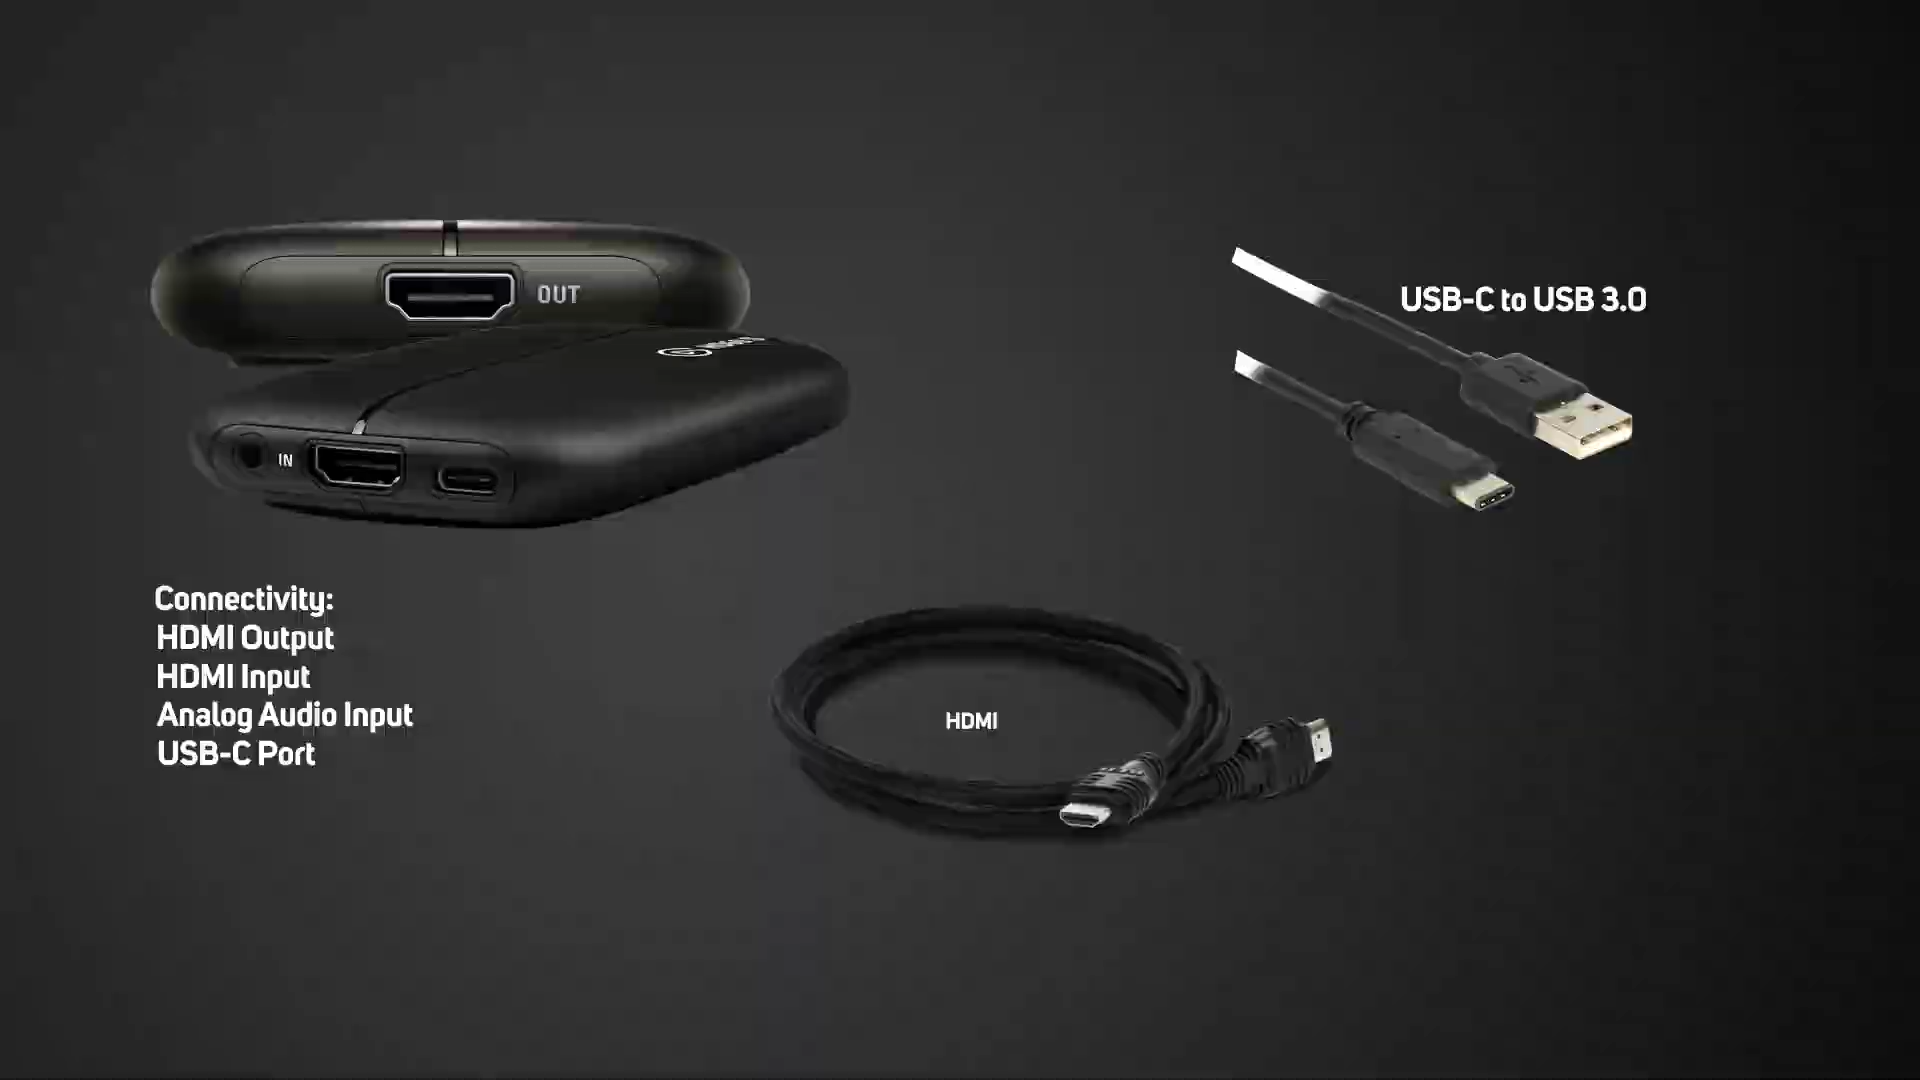 OUT
IN
USB-C to USB 3.0
Connectivity:
HDMI Output
HDMI Input
Analog Audio Input
USB-C Port
HDMI